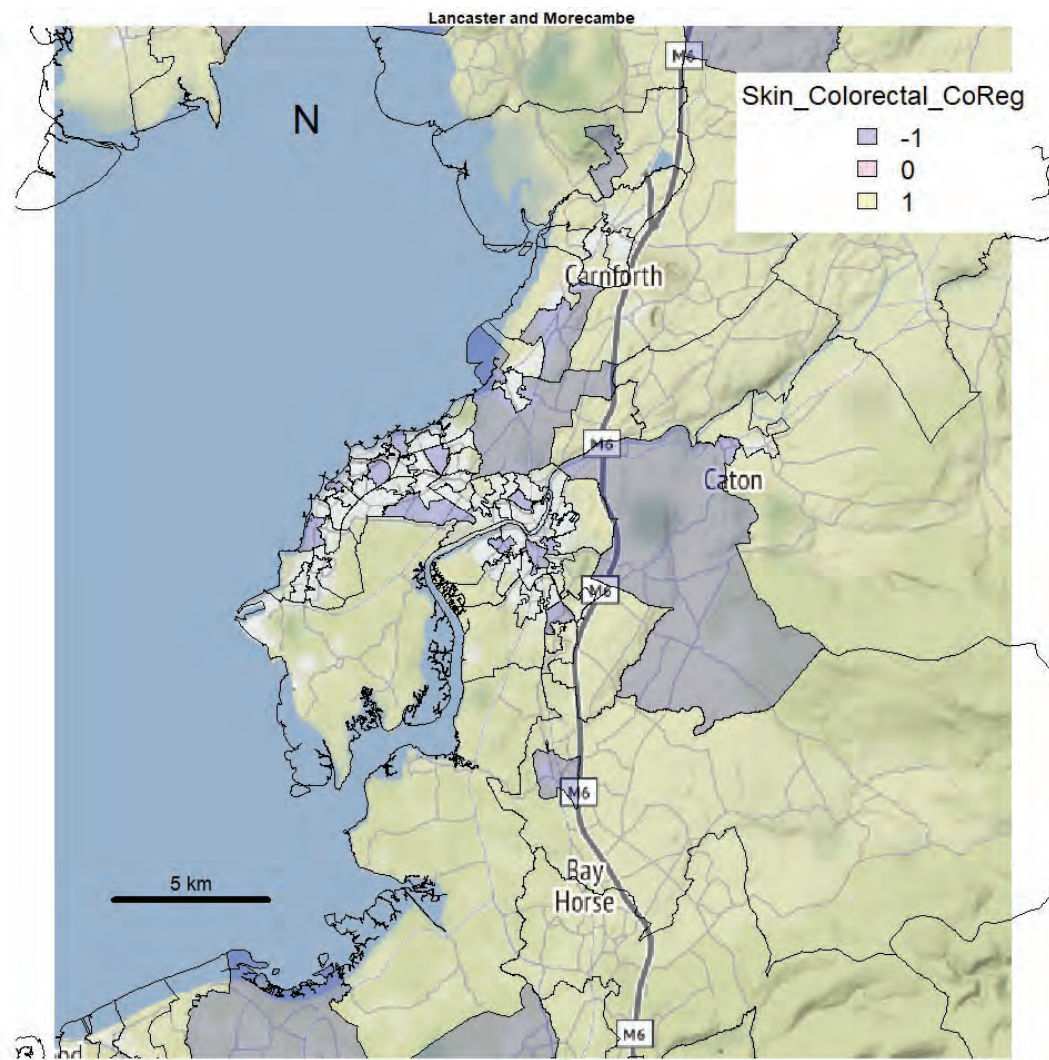 Lancaster and Morecambe
M6
N
Skin_Colorectal_CoReg
-1
0
1
Carnforth
M6
Caton
M6
M6
5 km
Bay
Horse
M6